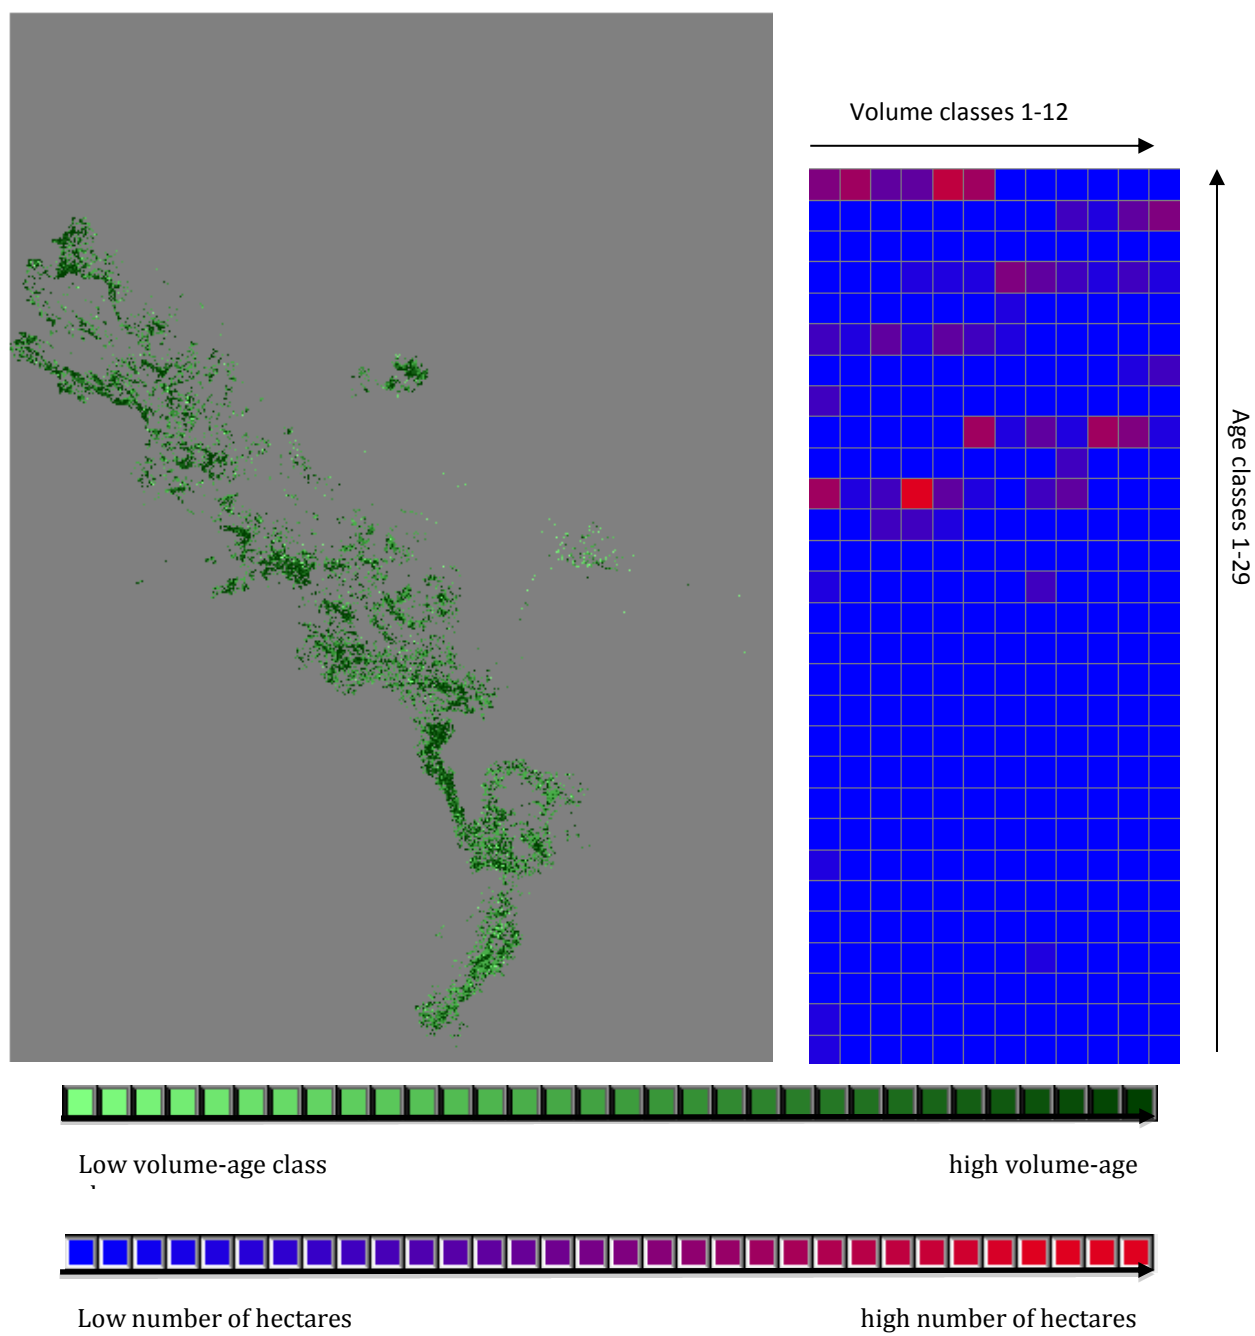 Volume classes 1-12
Age classes 1-29
Low volume-age class
high volume-age
Low number of hectares
high number of hectares